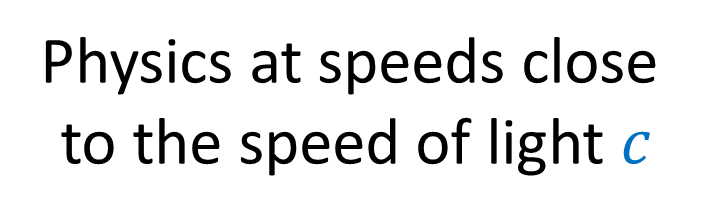 Physics at speeds close
to the speed of light c